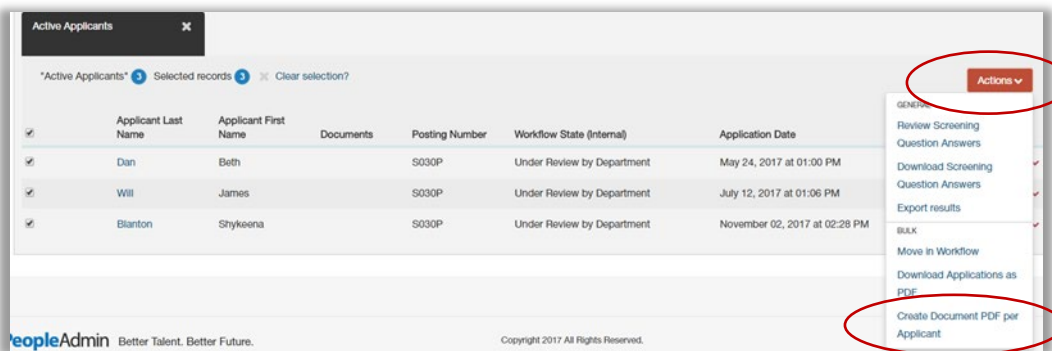 Active Applicants ×
"Active Applicants" 3 Selected records 3 × Clear selection?
Actions
Applicant Last Name Applicant First Name Documents Posting Number Workflow State (Internal) Application Date
Dan Beth S030P Under Review by Department May 24, 2017 at 01:00 PM
Will James S030P Under Review by Department July 12, 2017 at 01:06 PM
Blanton Shykeena S030P Under Review by Department November 02, 2017 at 02:28 PM
GENERAL
Review Screening
Question Answers
Download Screening
Question Answers
Export results
BULK
Move in Workflow
Download Applications as
PDF
Create Document PDF per
Applicant
PeopleAdmin Better Talent. Better Future.
Copyright 2017 All Rights Reserved.